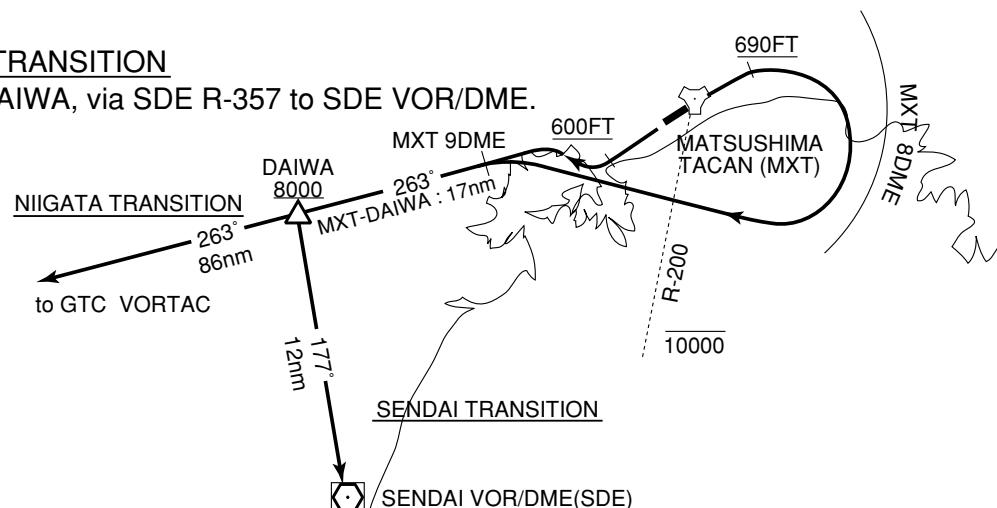 TRANSITION
AIWA, via SDE R-357 to SDE VOR/DME.
690FT
600FT
MXT 9DME
MATSUSHIMA
TACAN (MXT)
MXT 8DME
DAIWA
8000
263°
MXT-DAIWA : 17nm
NIIGATA TRANSITION
263°
86nm
to GTC VORTAC
R-200
10000
177°
12nm
SENDAI TRANSITION
SENDAI VOR/DME(SDE)